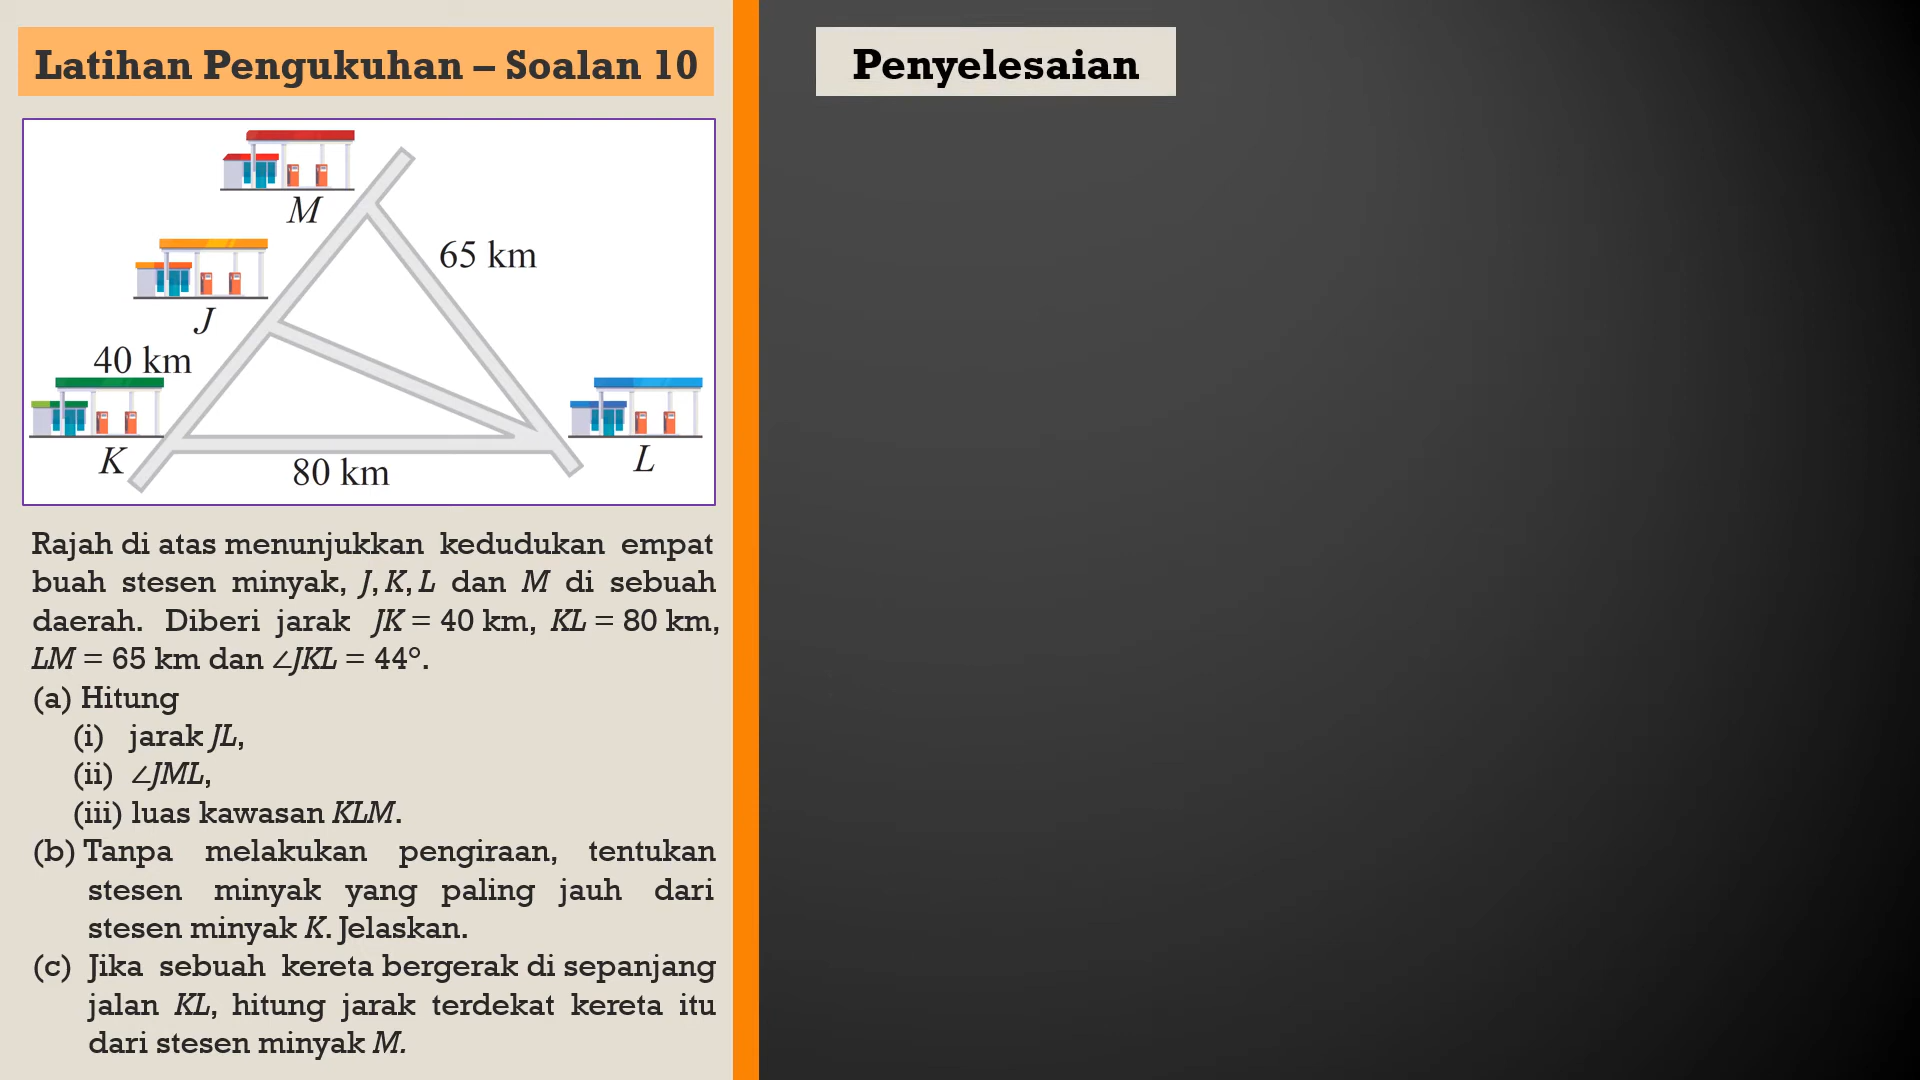 Latihan Pengukuhan – Soalan 10
Penyelesaian
M
65 km
J
40 km
K
L
80 km
Rajah di atas menunjukkan kedudukan empat
buah stesen minyak, J, K, L dan M di sebuah
daerah. Diberi jarak JK = 40 km, KL = 80 km,
LM = 65 km dan ∠JKL = 44°.
(a) Hitung
(i) jarak JL,
(ii) ∠JML,
(iii) luas kawasan KLM.
(b) Tanpa melakukan pengiraan, tentukan
stesen minyak yang paling jauh dari
stesen minyak K. Jelaskan.
(c) Jika sebuah kereta bergerak di sepanjang
jalan KL, hitung jarak terdekat kereta itu
dari stesen minyak M.